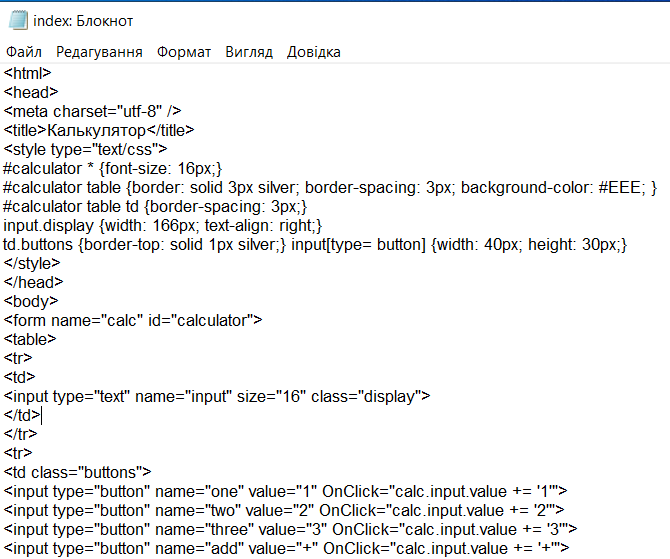 index: Блокнот
Файл Редагування Формат Вигляд Довідка
<html>
<head>
<meta charset="utf-8" />
<title>Калькулятор</title>
<style type="text/css">
#calculator * {font-size: 16px;}
#calculator table {border: solid 3px silver; border-spacing: 3px; background-color: #EEE; }
#calculator table td {border-spacing: 3px;}
input.display {width: 166px; text-align: right;}
td.buttons {border-top: solid 1px silver;} input[type= button] {width: 40px; height: 30px;}
</style>
</head>
<body>
<form name="calc" id="calculator">
<table>
<tr>
<td>
<input type="text" name="input" size="16" class="display">
</td>
</tr>
<tr>
<td class="buttons">
<input type="button" name="one" value="1" OnClick="calc.input.value += '1'">
<input type="button" name="two" value="2" OnClick="calc.input.value += '2'">
<input type="button" name="three" value="3" OnClick="calc.input.value += '3'">
<input type="button" name="add" value="+" OnClick="calc.input.value += '+'">